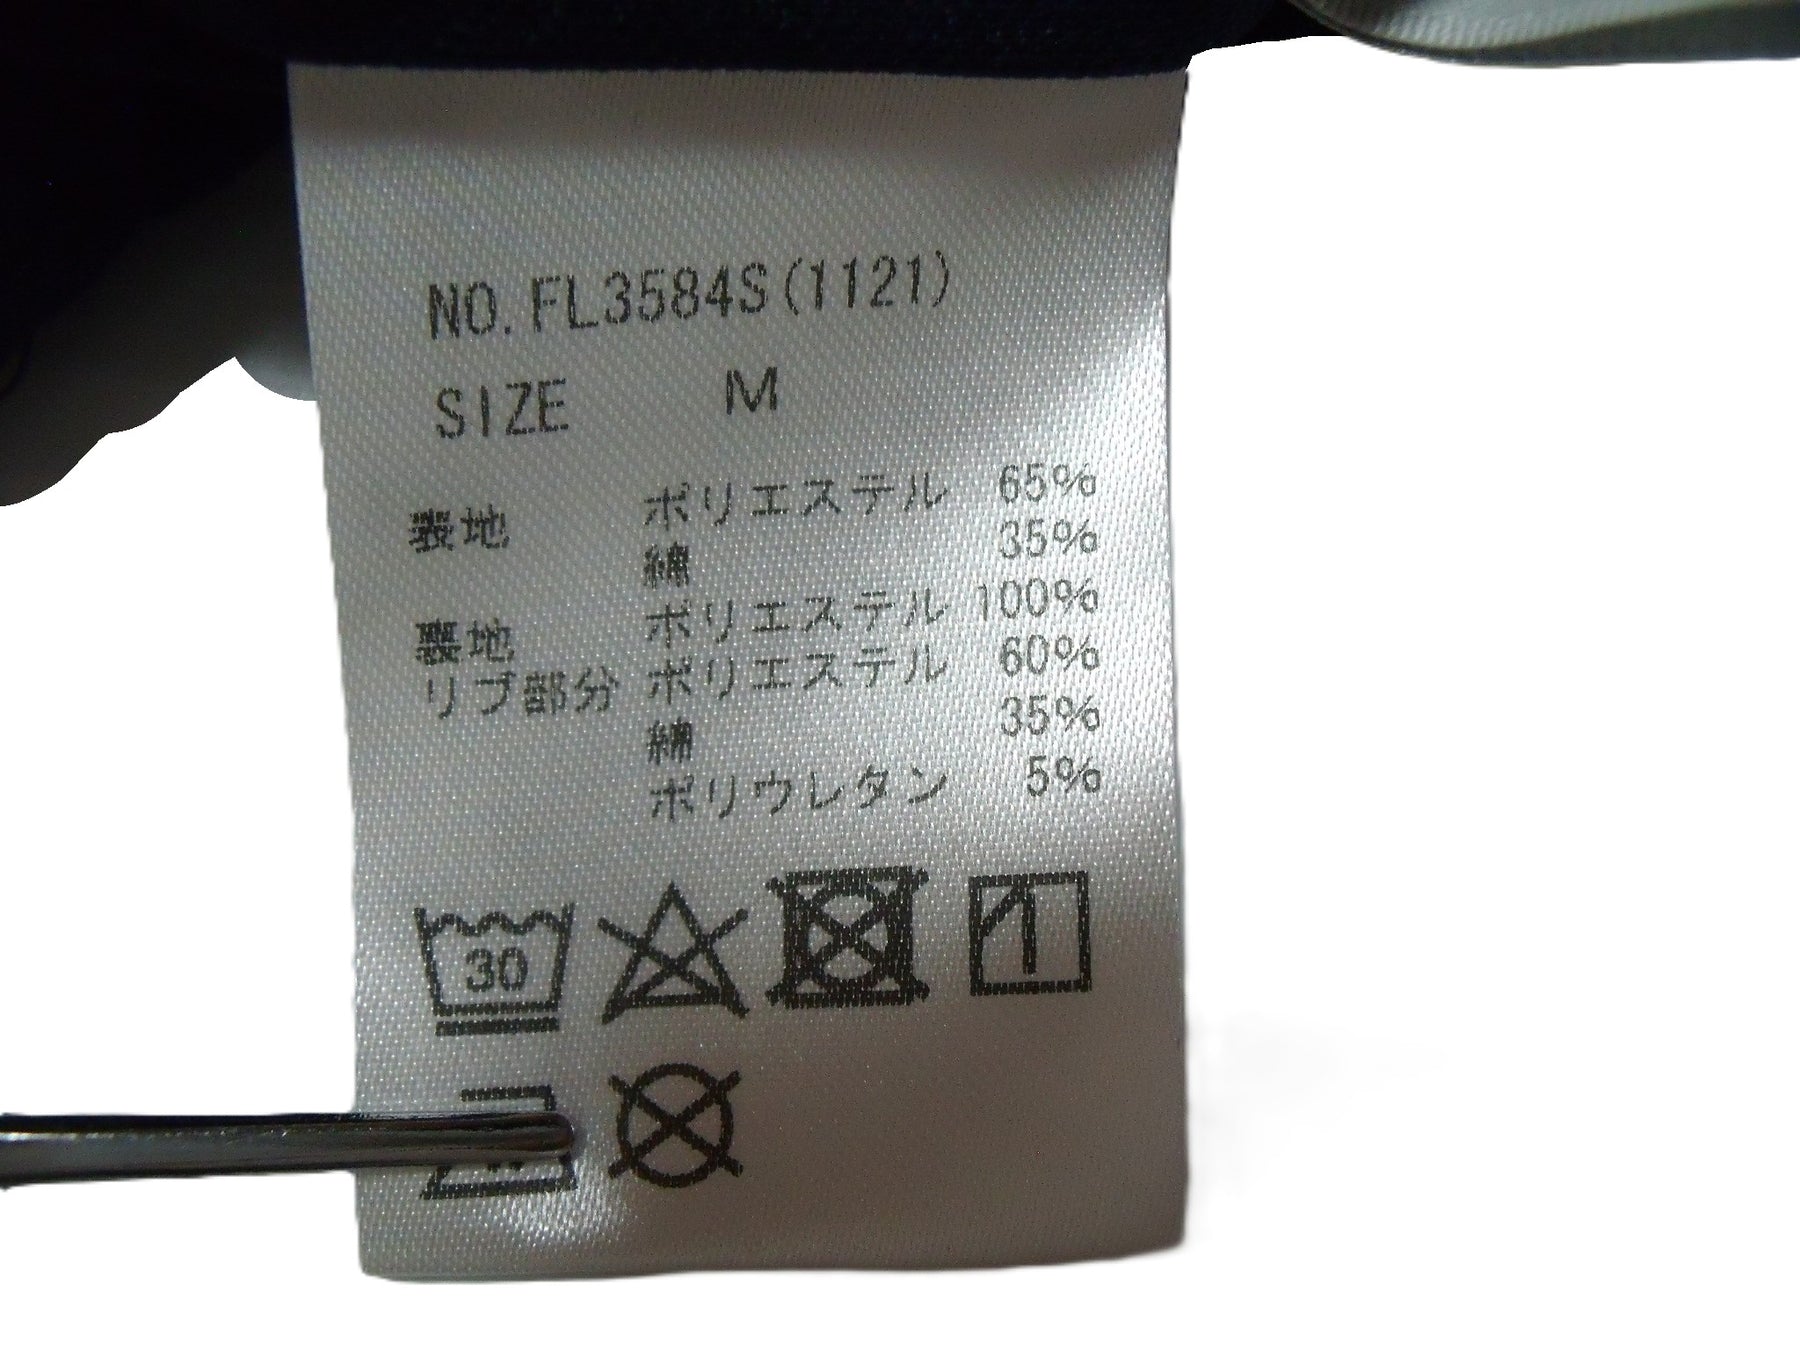 NO.FL3584S(1121)
SIZE M
表地 ポリエステル 65%
綿 35%
裏地 ポリエステル 100%
リブ部分 ポリエステル 60%
綿 35%
ポリウレタン 5%
30